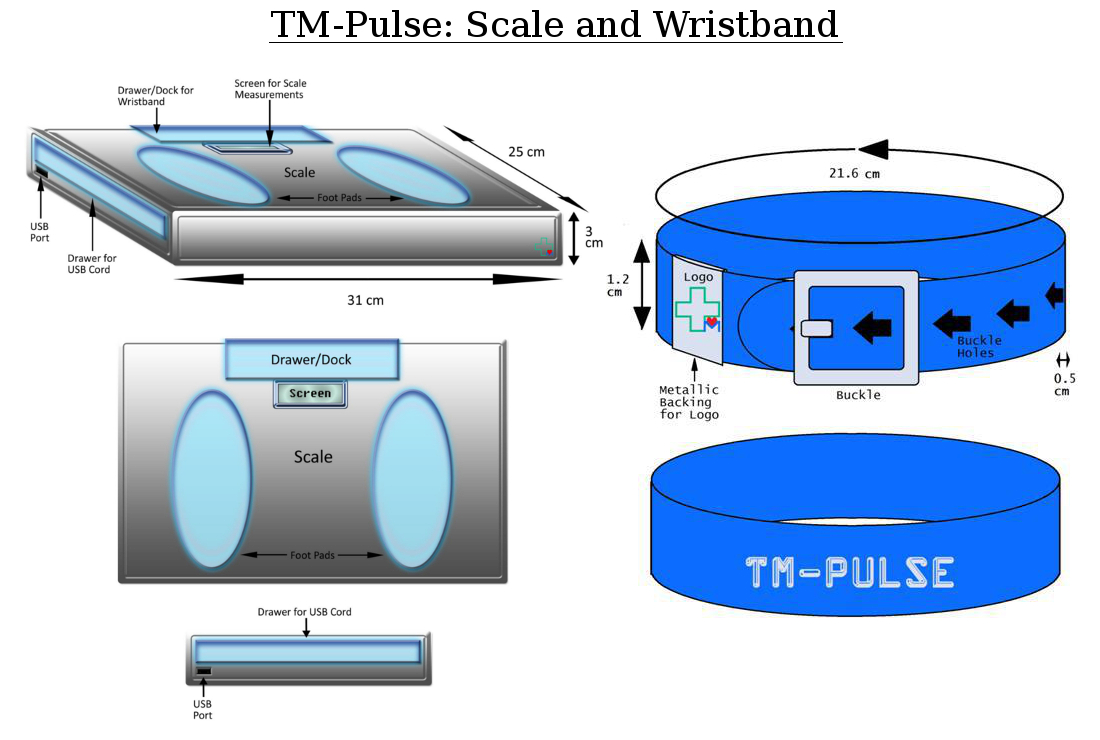 TM-Pulse: Scale and Wristband
Drawer/Dock for
Wristband
Screen for Scale
Measurements
25 cm
Scale
Foot Pads
USB
Port
Drawer for
USB Cord
3
cm
31 cm
Drawer/Dock
Screen
Scale
Foot Pads
Drawer for USB Cord
USB
Port
21.6 cm
1.2
cm
Logo
M
Buckle
Holes
0.5
cm
Metallic
Backing
for Logo
Buckle
TM-PULSE